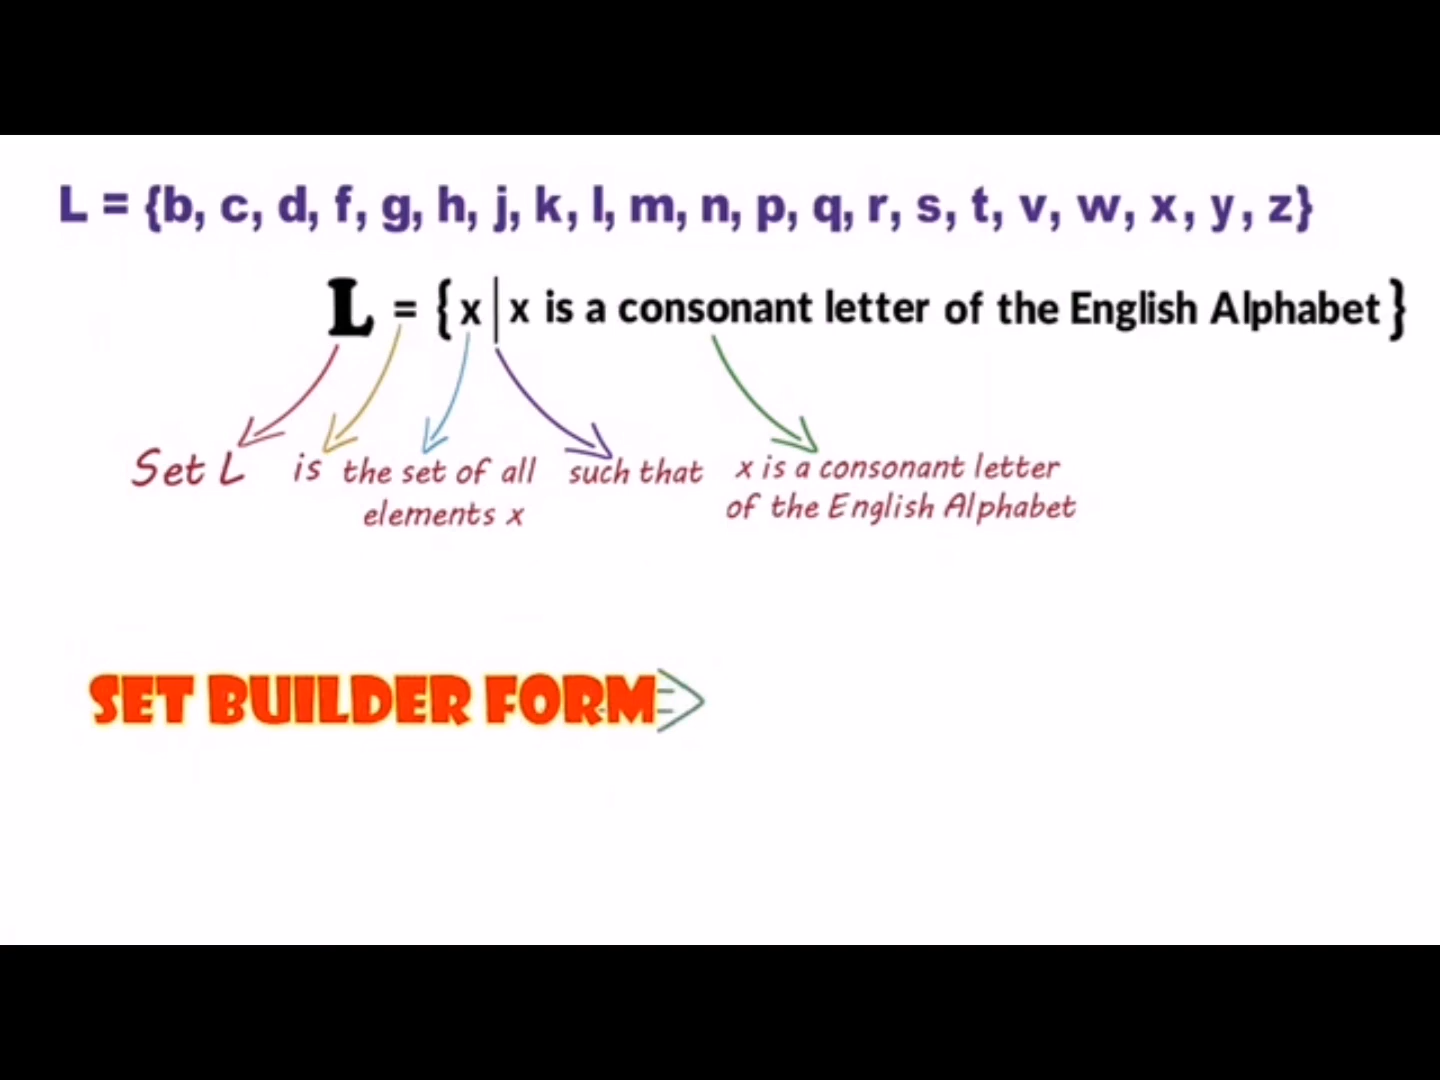 L = {b, c, d, f, g, h, j, k, l, m, n, p, q, r, s, t, v, w, x, y, z}
L = {x|x is a consonant letter of the English Alphabet}
Set L is the set of all elements x such that x is a consonant letter of the English Alphabet
SET BUILDER FORM